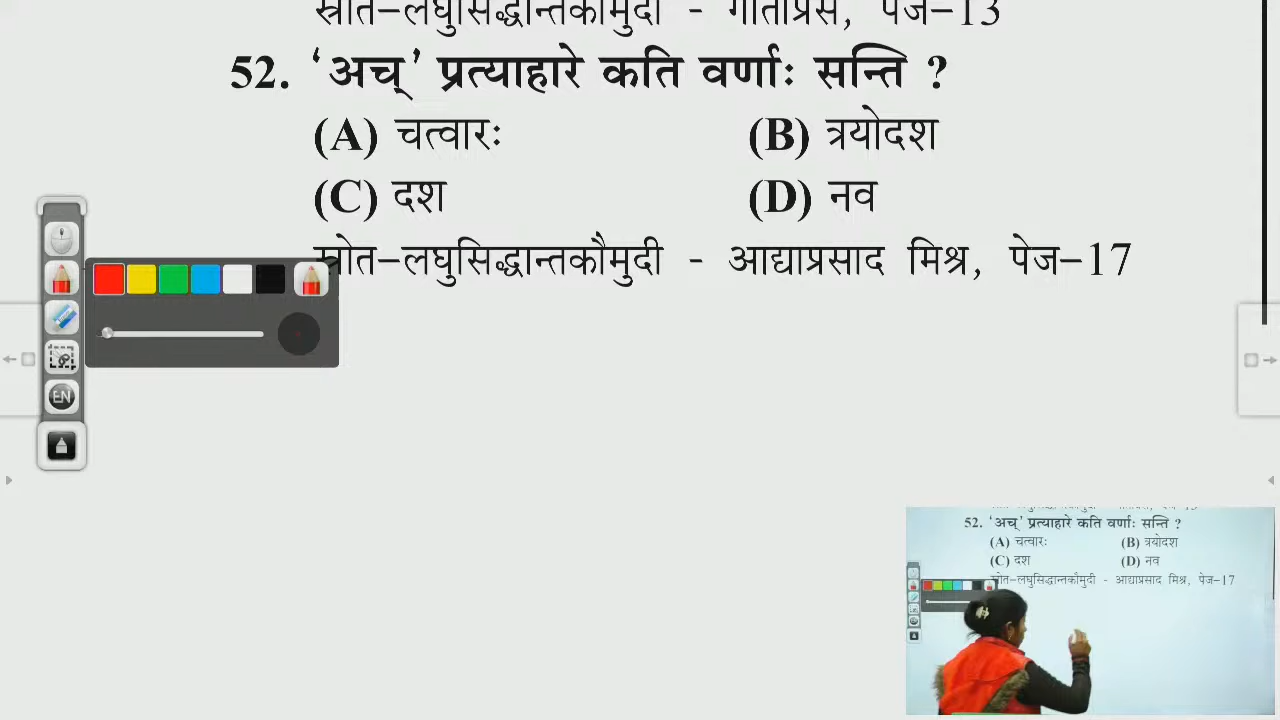 स्रोत–लघुसिद्धान्तकौमुदी - गीताप्रेस, पेज–13
52. ‘अच्’ प्रत्याहारे कति वर्णाः सन्ति ?
(A) चत्वारः (B) त्रयोदश
(C) दश (D) नव
स्रोत–लघुसिद्धान्तकौमुदी - आद्याप्रसाद मिश्र, पेज–17
EN
52. ‘अच्’ प्रत्याहारे कति वर्णाः सन्ति ?
(A) चत्वारः (B) त्रयोदश
(C) दश (D) नव
स्रोत–लघुसिद्धान्तकौमुदी - आद्याप्रसाद मिश्र, पेज–17